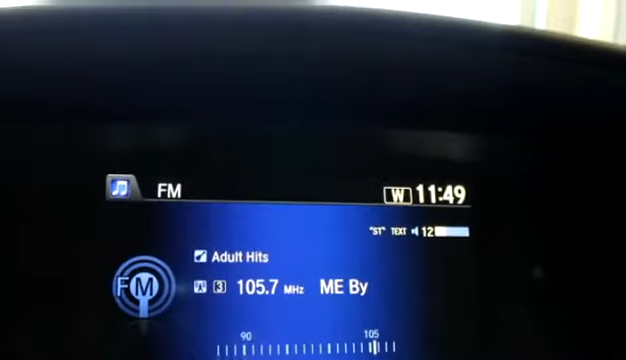 FM W 11:49
"ST" TEXT 12
Adult Hits
FM 3 105.7 MHz ME By
90 105